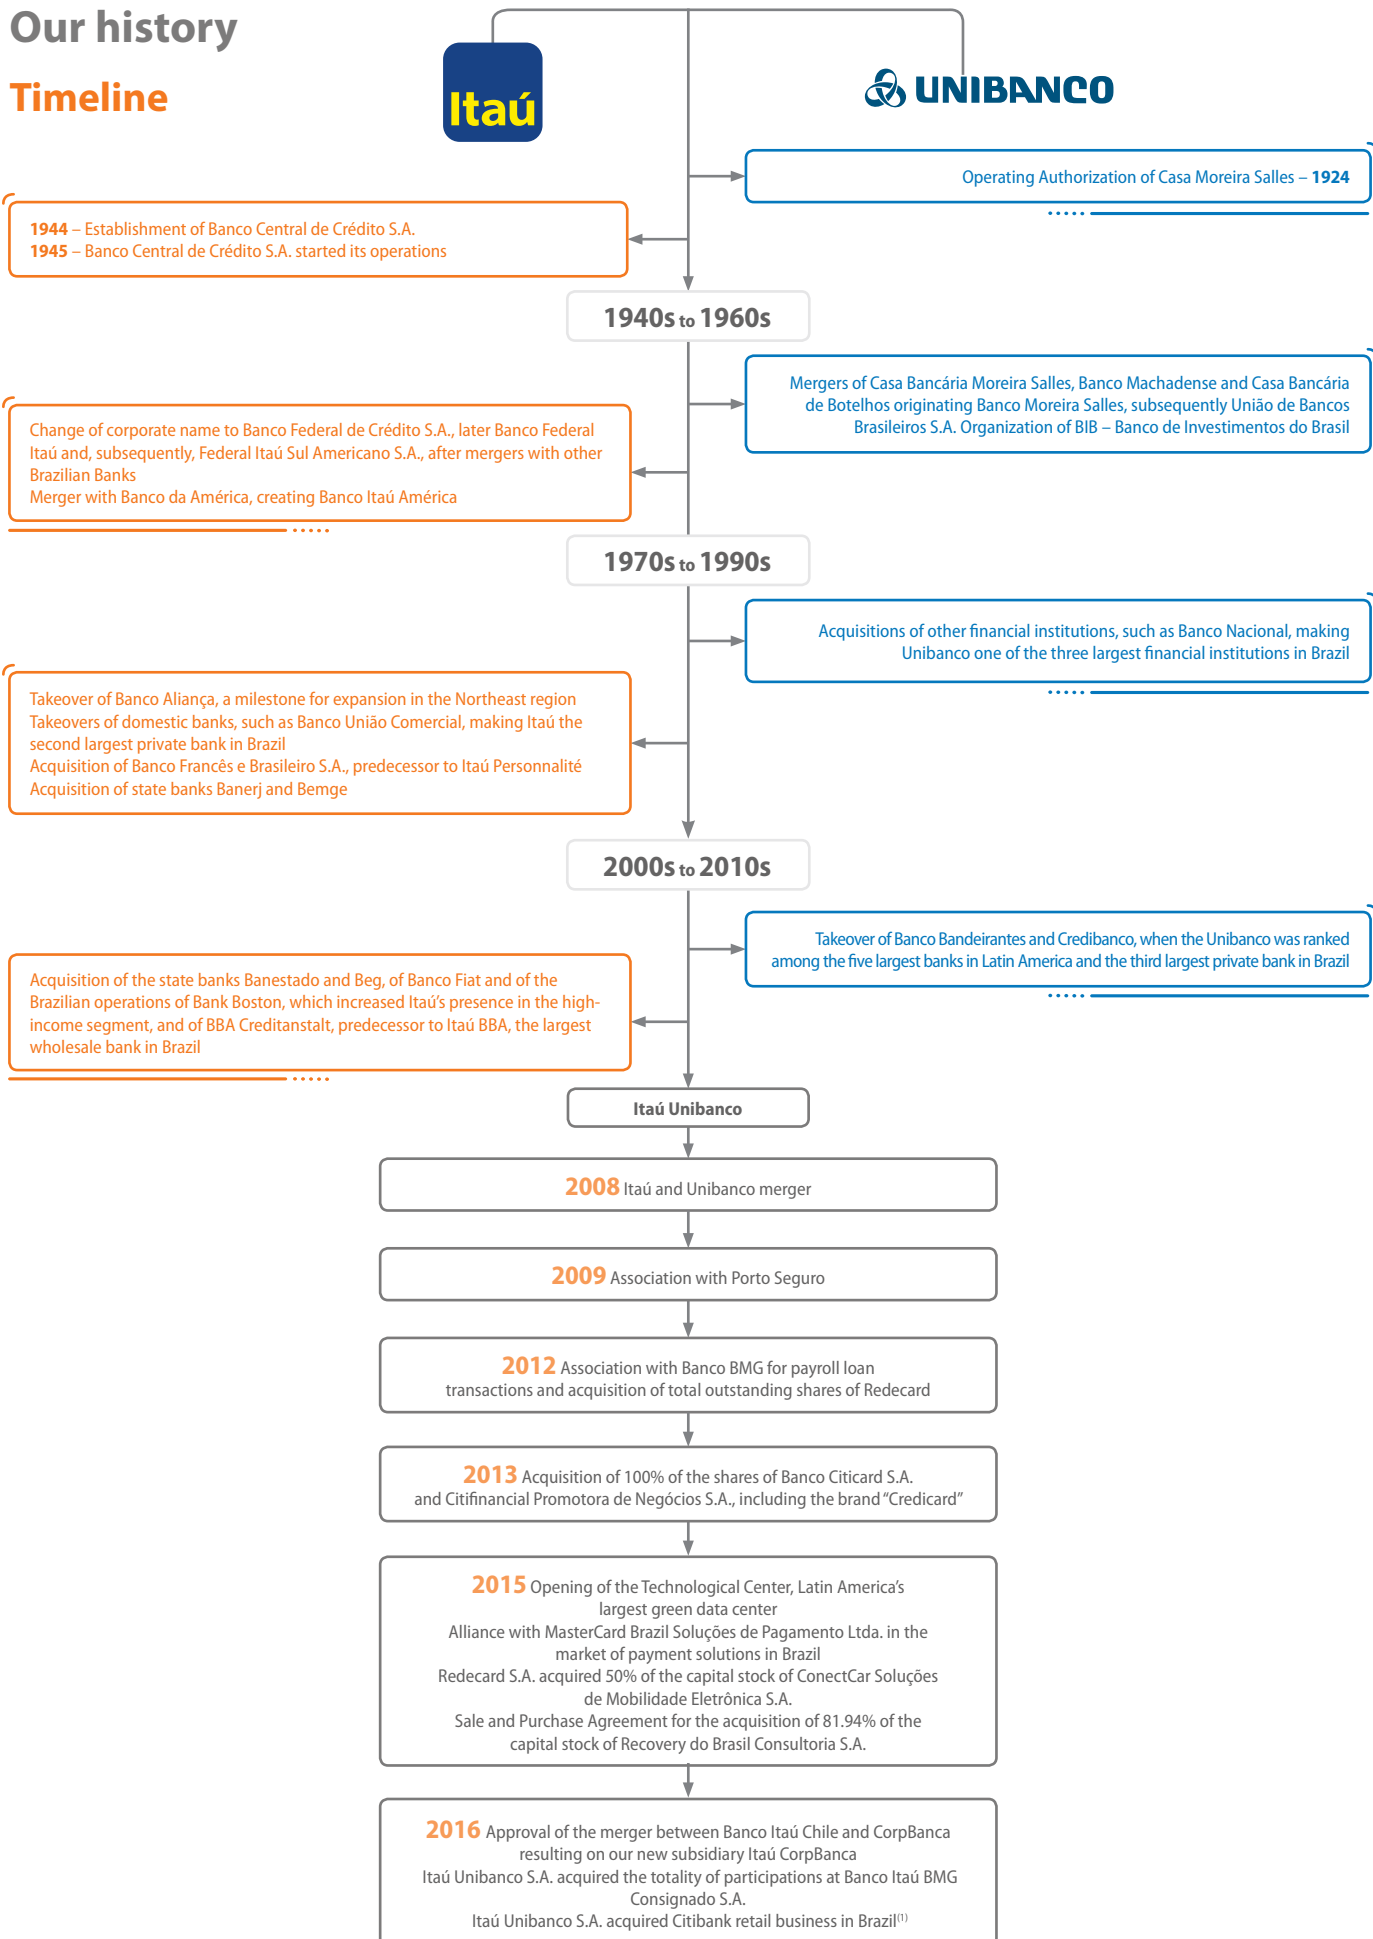 Our history
Timeline
Itaú
UNIBANCO
Operating Authorization of Casa Moreira Salles – 1924
1944 – Establishment of Banco Central de Crédito S.A.
1945 – Banco Central de Crédito S.A. started its operations
1940s to 1960s
Mergers of Casa Bancária Moreira Salles, Banco Machadense and Casa Bancária
de Botelhos originating Banco Moreira Salles, subsequently União de Bancos
Brasileiros S.A. Organization of BIB – Banco de Investimentos do Brasil
Change of corporate name to Banco Federal de Crédito S.A., later Banco Federal
Itaú and, subsequently, Federal Itaú Sul Americano S.A., after mergers with other
Brazilian Banks
Merger with Banco da América, creating Banco Itaú América
1970s to 1990s
Acquisitions of other financial institutions, such as Banco Nacional, making
Unibanco one of the three largest financial institutions in Brazil
Takeover of Banco Aliança, a milestone for expansion in the Northeast region
Takeovers of domestic banks, such as Banco União Comercial, making Itaú the
second largest private bank in Brazil
Acquisition of Banco Francês e Brasileiro S.A., predecessor to Itaú Personnalité
Acquisition of state banks Banerj and Bemge
2000s to 2010s
Takeover of Banco Bandeirantes and Credibanco, when the Unibanco was ranked
among the five largest banks in Latin America and the third largest private bank in Brazil
Acquisition of the state banks Banestado and Beg, of Banco Fiat and of the
Brazilian operations of Bank Boston, which increased Itaú's presence in the high-
income segment, and of BBA Creditanstalt, predecessor to Itaú BBA, the largest
wholesale bank in Brazil
Itaú Unibanco
2008 Itaú and Unibanco merger
2009 Association with Porto Seguro
2012 Association with Banco BMG for payroll loan
transactions and acquisition of total outstanding shares of Redecard
2013 Acquisition of 100% of the shares of Banco Citicard S.A.
and Citifinancial Promotora de Negócios S.A., including the brand “Credicard”
2015 Opening of the Technological Center, Latin America's
largest green data center
Alliance with MasterCard Brazil Soluções de Pagamento Ltda. in the
market of payment solutions in Brazil
Redecard S.A. acquired 50% of the capital stock of ConectCar Soluções
de Mobilidade Eletrônica S.A.
Sale and Purchase Agreement for the acquisition of 81.94% of the
capital stock of Recovery do Brasil Consultoria S.A.
2016 Approval of the merger between Banco Itaú Chile and CorpBanca
resulting on our new subsidiary Itaú CorpBanca
Itaú Unibanco S.A. acquired the totality of participations at Banco Itaú BMG
Consignado S.A.
Itaú Unibanco S.A. acquired Citibank retail business in Brazil(1)